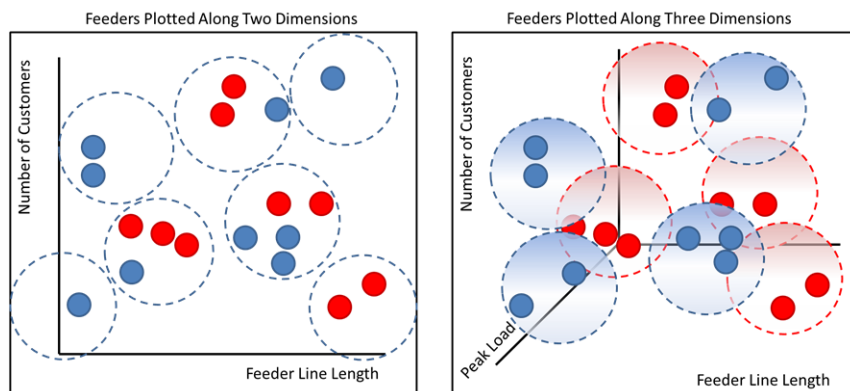 Feeders Plotted Along Two Dimensions
Number of Customers
Feeder Line Length
Feeders Plotted Along Three Dimensions
Number of Customers
Peak Load
Feeder Line Length